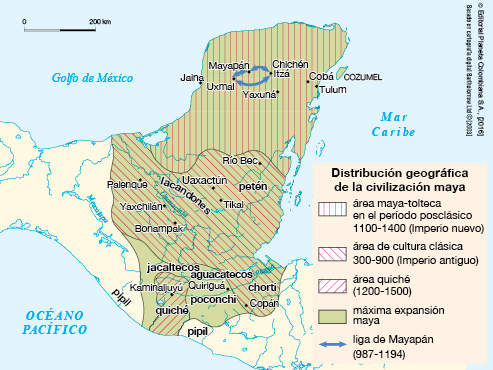 0
200 km
Golfo de México
Mar
Caribe
OCÉANO
PACÍFICO
Mayapán
Chichén
Itzá
Jaina
Uxmal
Yaxuná
Cobá
COZUMEL
Tulum
Río Bec
Palenque
lacandones
Uaxactún
petén
Yaxchilán
Tikal
Bonampak
jacaltecos
aguacatecos
Kaminaljuyú
Quiriguá
chorti
poconchi
quiché
Copán
pipil
pipil
Distribución geográfica
de la civilización maya
área maya-tolteca
en el período posclásico
1100-1400 (Imperio nuevo)
área de cultura clásica
300-900 (Imperio antiguo)
área quiché
(1200-1500)
máxima expansión
maya
liga de Mayapán
(987-1194)
© Editorial Planeta Colombiana S.A., [2016]
Basado en cartografía digital Bartholomew Ltd ©[2003]